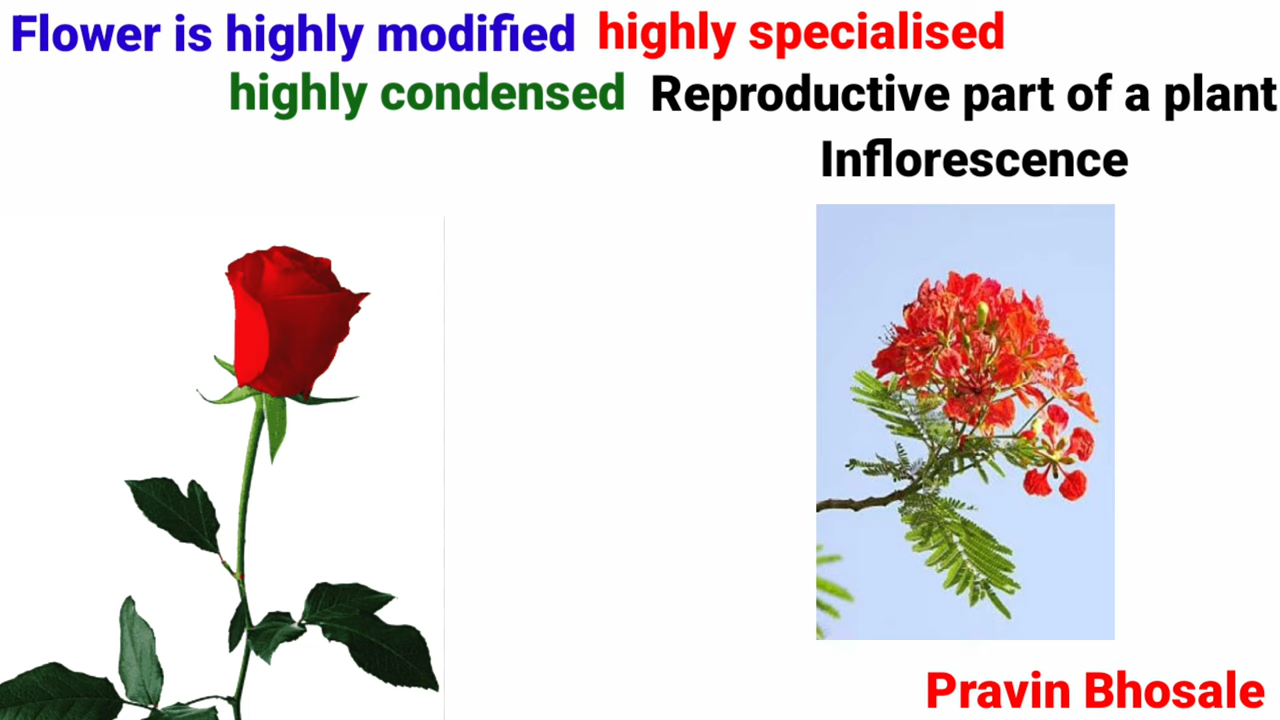 Flower is highly modified highly specialised
highly condensed Reproductive part of a plant
Inflorescence
Pravin Bhosale